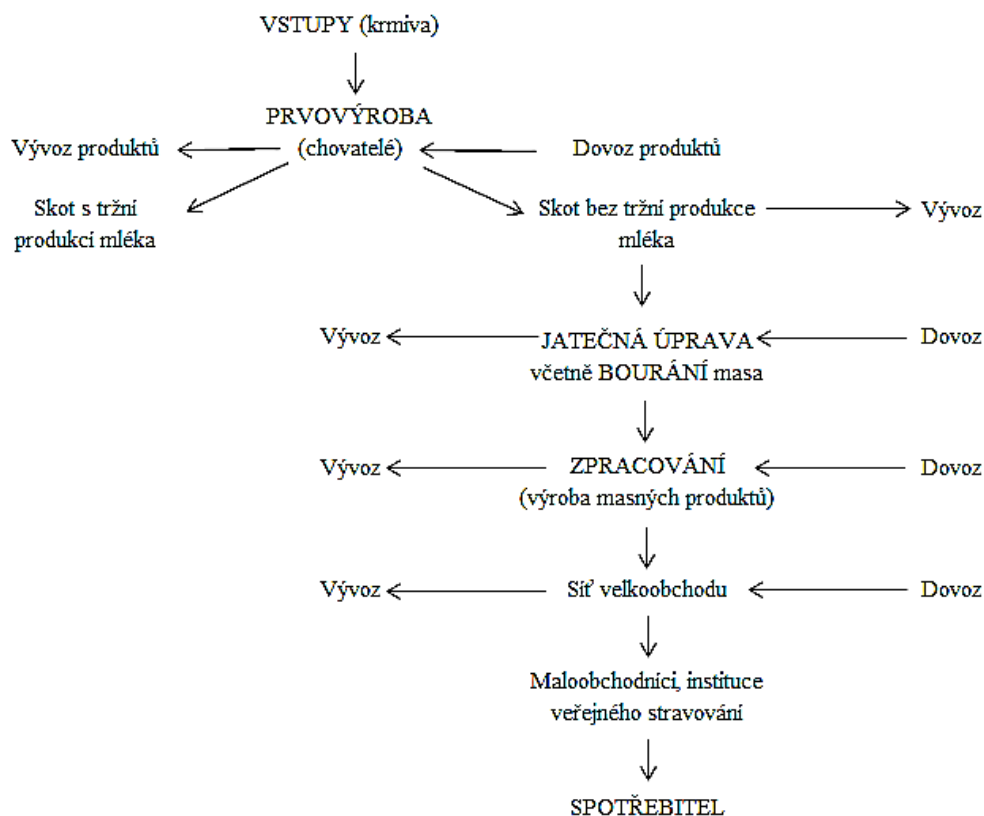 VSTUPY (krmiva)
PRVOVÝROBA
(chovatelé)
Vývoz produktů
Dovoz produktů
Skot s tržní
produkcí mléka
Skot bez tržní produkce
mléka
Vývoz
Vývoz
JATEČNÁ ÚPRAVA
včetně BOURÁNÍ masa
Dovoz
Vývoz
ZPRACOVÁNÍ
(výroba masných produktů)
Dovoz
Vývoz
Síť velkoobchodu
Dovoz
Maloobchodníci, instituce
veřejného stravování
SPOTŘEBITEL